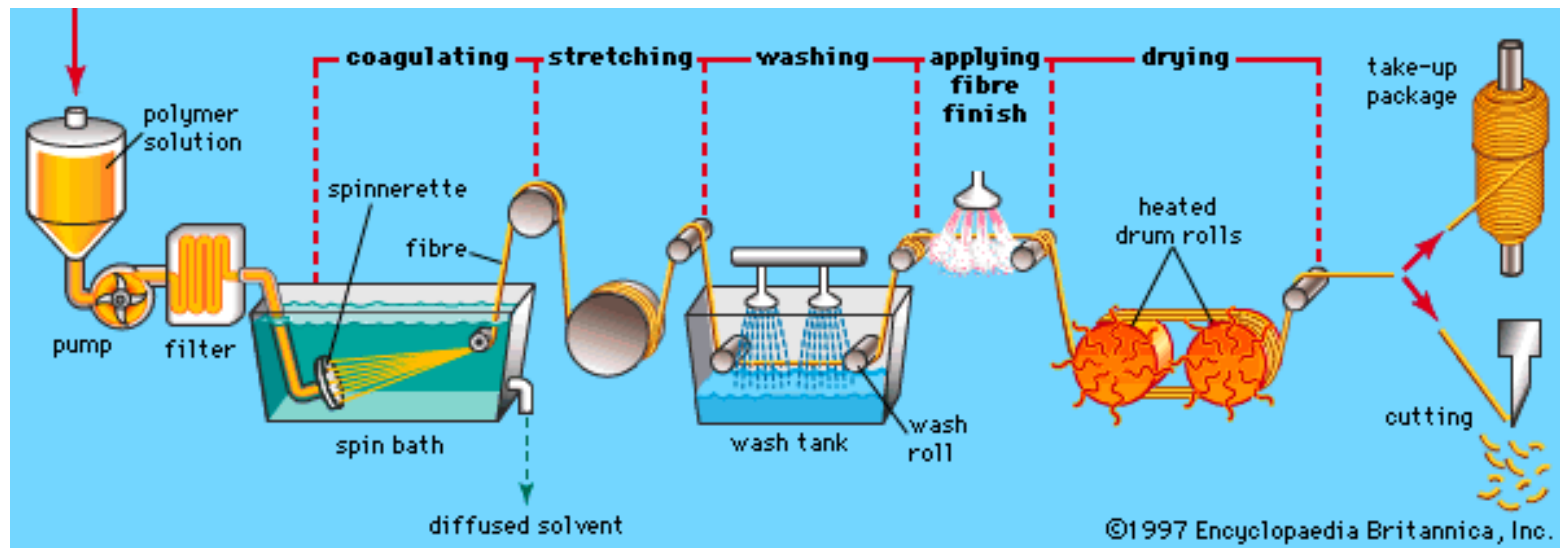 coagulating
stretching
washing
applying
fibre
finish
drying
take-up
package
polymer
solution
spinnerette
fibre
heated
drum rolls
pump
filter
spin bath
wash tank
wash
roll
cutting
diffused solvent
©1997 Encyclopaedia Britannica, Inc.